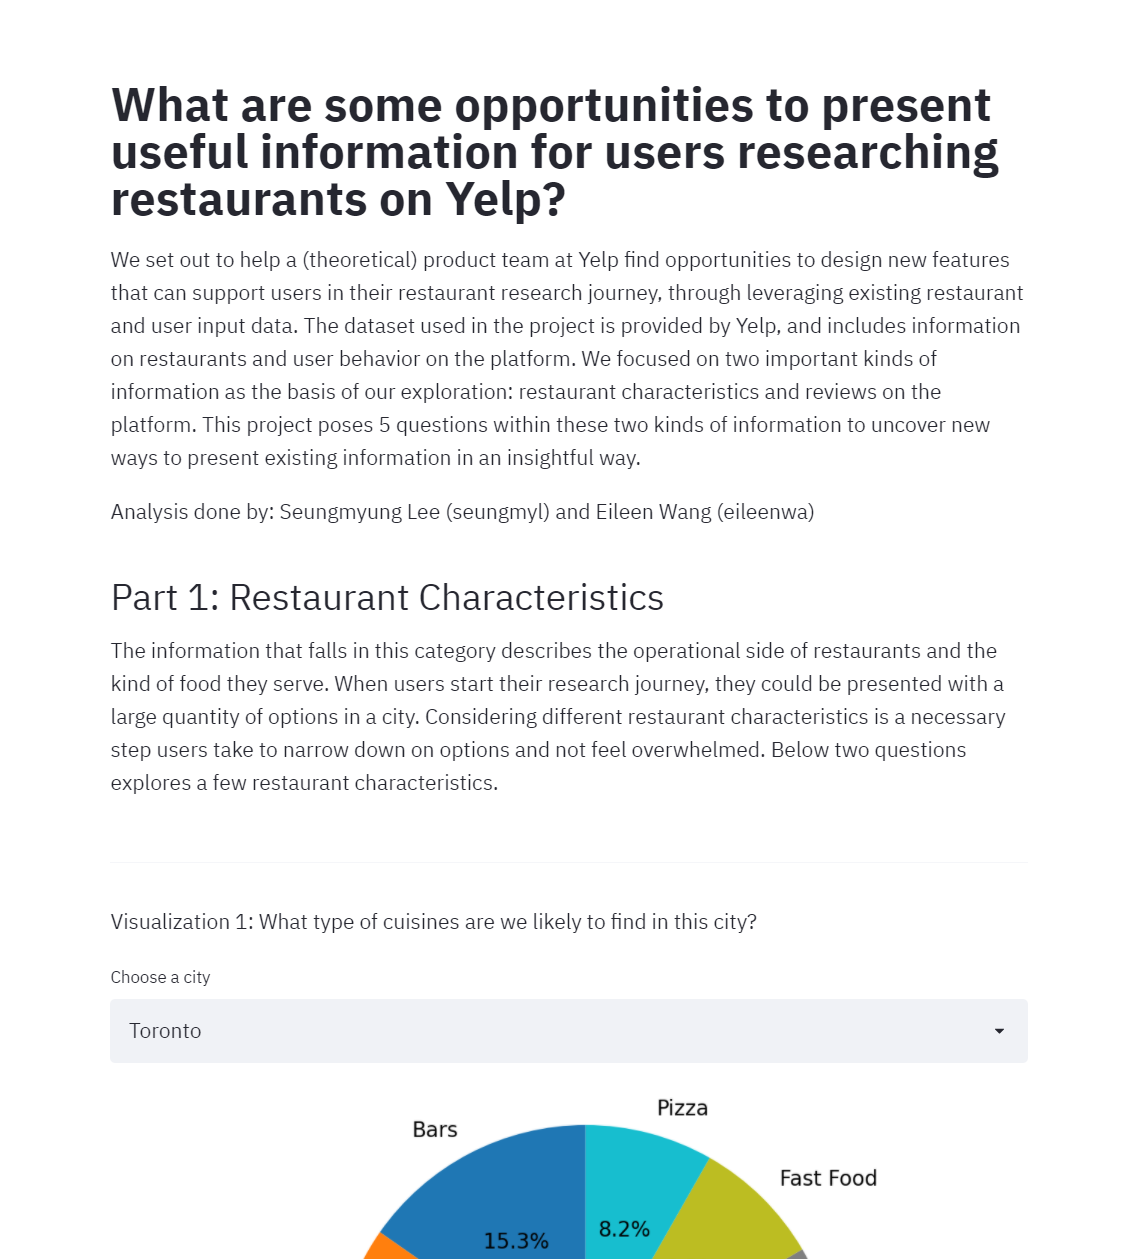 What are some opportunities to present
useful information for users researching
restaurants on Yelp?
We set out to help a (theoretical) product team at Yelp find opportunities to design new features
that can support users in their restaurant research journey, through leveraging existing restaurant
and user input data. The dataset used in the project is provided by Yelp, and includes information
on restaurants and user behavior on the platform. We focused on two important kinds of
information as the basis of our exploration: restaurant characteristics and reviews on the
platform. This project poses 5 questions within these two kinds of information to uncover new
ways to present existing information in an insightful way.
Analysis done by: Seungmyung Lee (seungmyl) and Eileen Wang (eileenwa)
Part 1: Restaurant Characteristics
The information that falls in this category describes the operational side of restaurants and the
kind of food they serve. When users start their research journey, they could be presented with a
large quantity of options in a city. Considering different restaurant characteristics is a necessary
step users take to narrow down on options and not feel overwhelmed. Below two questions
explores a few restaurant characteristics.
Visualization 1: What type of cuisines are we likely to find in this city?
Choose a city
Toronto
Pizza
Bars
Fast Food
8.2%
15.3%